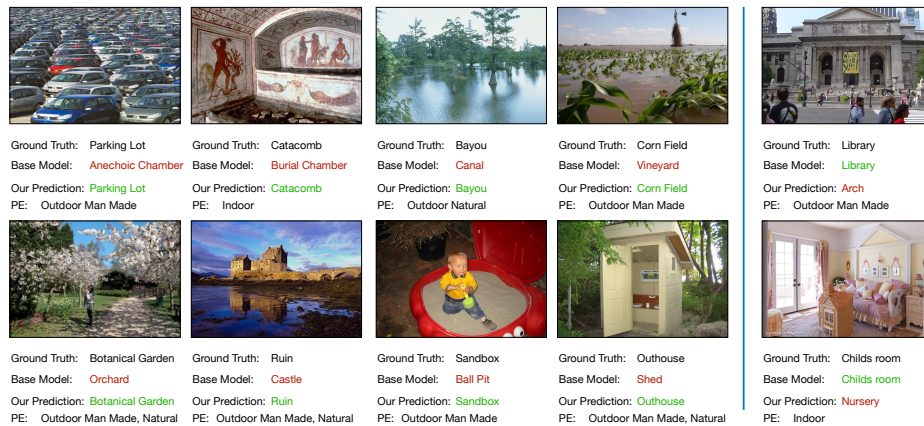 Ground Truth: Parking Lot
Base Model: Anechoic Chamber
Our Prediction: Parking Lot
PE: Outdoor Man Made
Ground Truth: Catacomb
Base Model: Burial Chamber
Our Prediction: Catacomb
PE: Indoor
Ground Truth: Bayou
Base Model: Canal
Our Prediction: Bayou
PE: Outdoor Natural
Ground Truth: Corn Field
Base Model: Vineyard
Our Prediction: Corn Field
PE: Outdoor Man Made
Ground Truth: Library
Base Model: Library
Our Prediction: Arch
PE: Outdoor Man Made
Ground Truth: Botanical Garden
Base Model: Orchard
Our Prediction: Botanical Garden
PE: Outdoor Man Made, Natural
Ground Truth: Ruin
Base Model: Castle
Our Prediction: Ruin
PE: Outdoor Man Made, Natural
Ground Truth: Sandbox
Base Model: Ball Pit
Our Prediction: Sandbox
PE: Outdoor Man Made
Ground Truth: Outhouse
Base Model: Shed
Our Prediction: Outhouse
PE: Outdoor Man Made, Natural
Ground Truth: Childs room
Base Model: Childs room
Our Prediction: Nursery
PE: Indoor